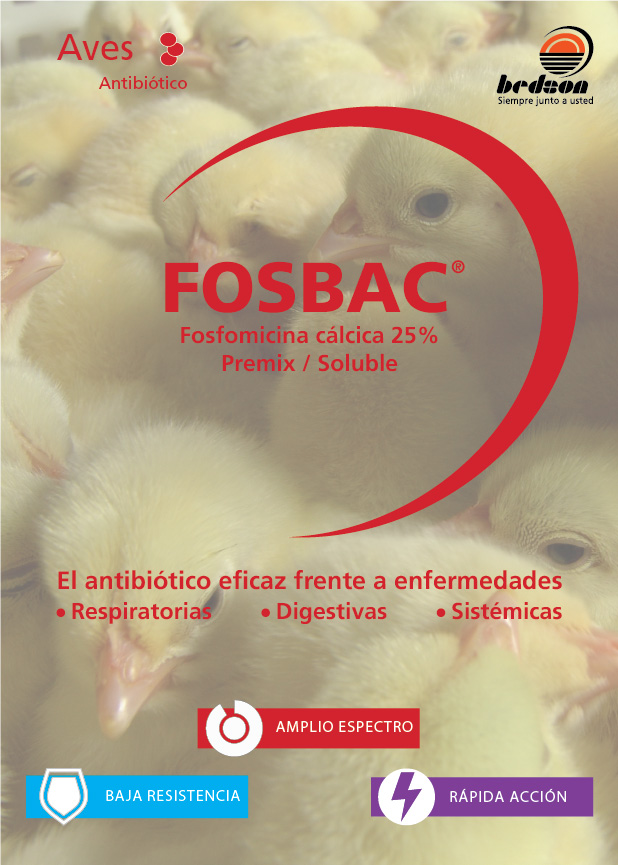 Aves
Antibiótico
bedson
Siempre junto a usted
FOSBAC®
Fosfomicina cálcica 25%
Premix / Soluble
El antibiótico eficaz frente a enfermedades
• Respiratorias • Digestivas • Sistémicas
AMPLIO ESPECTRO
BAJA RESISTENCIA
RÁPIDA ACCIÓN